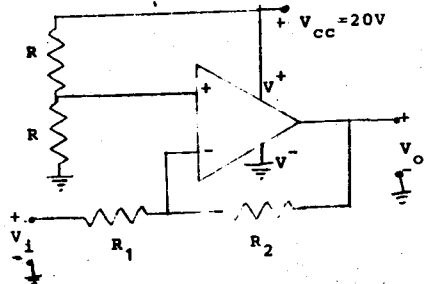 + V_CC=20V
R
V^+
+
R
-
V^-
+
V_o
-
+
V_i
-
R_1
R_2